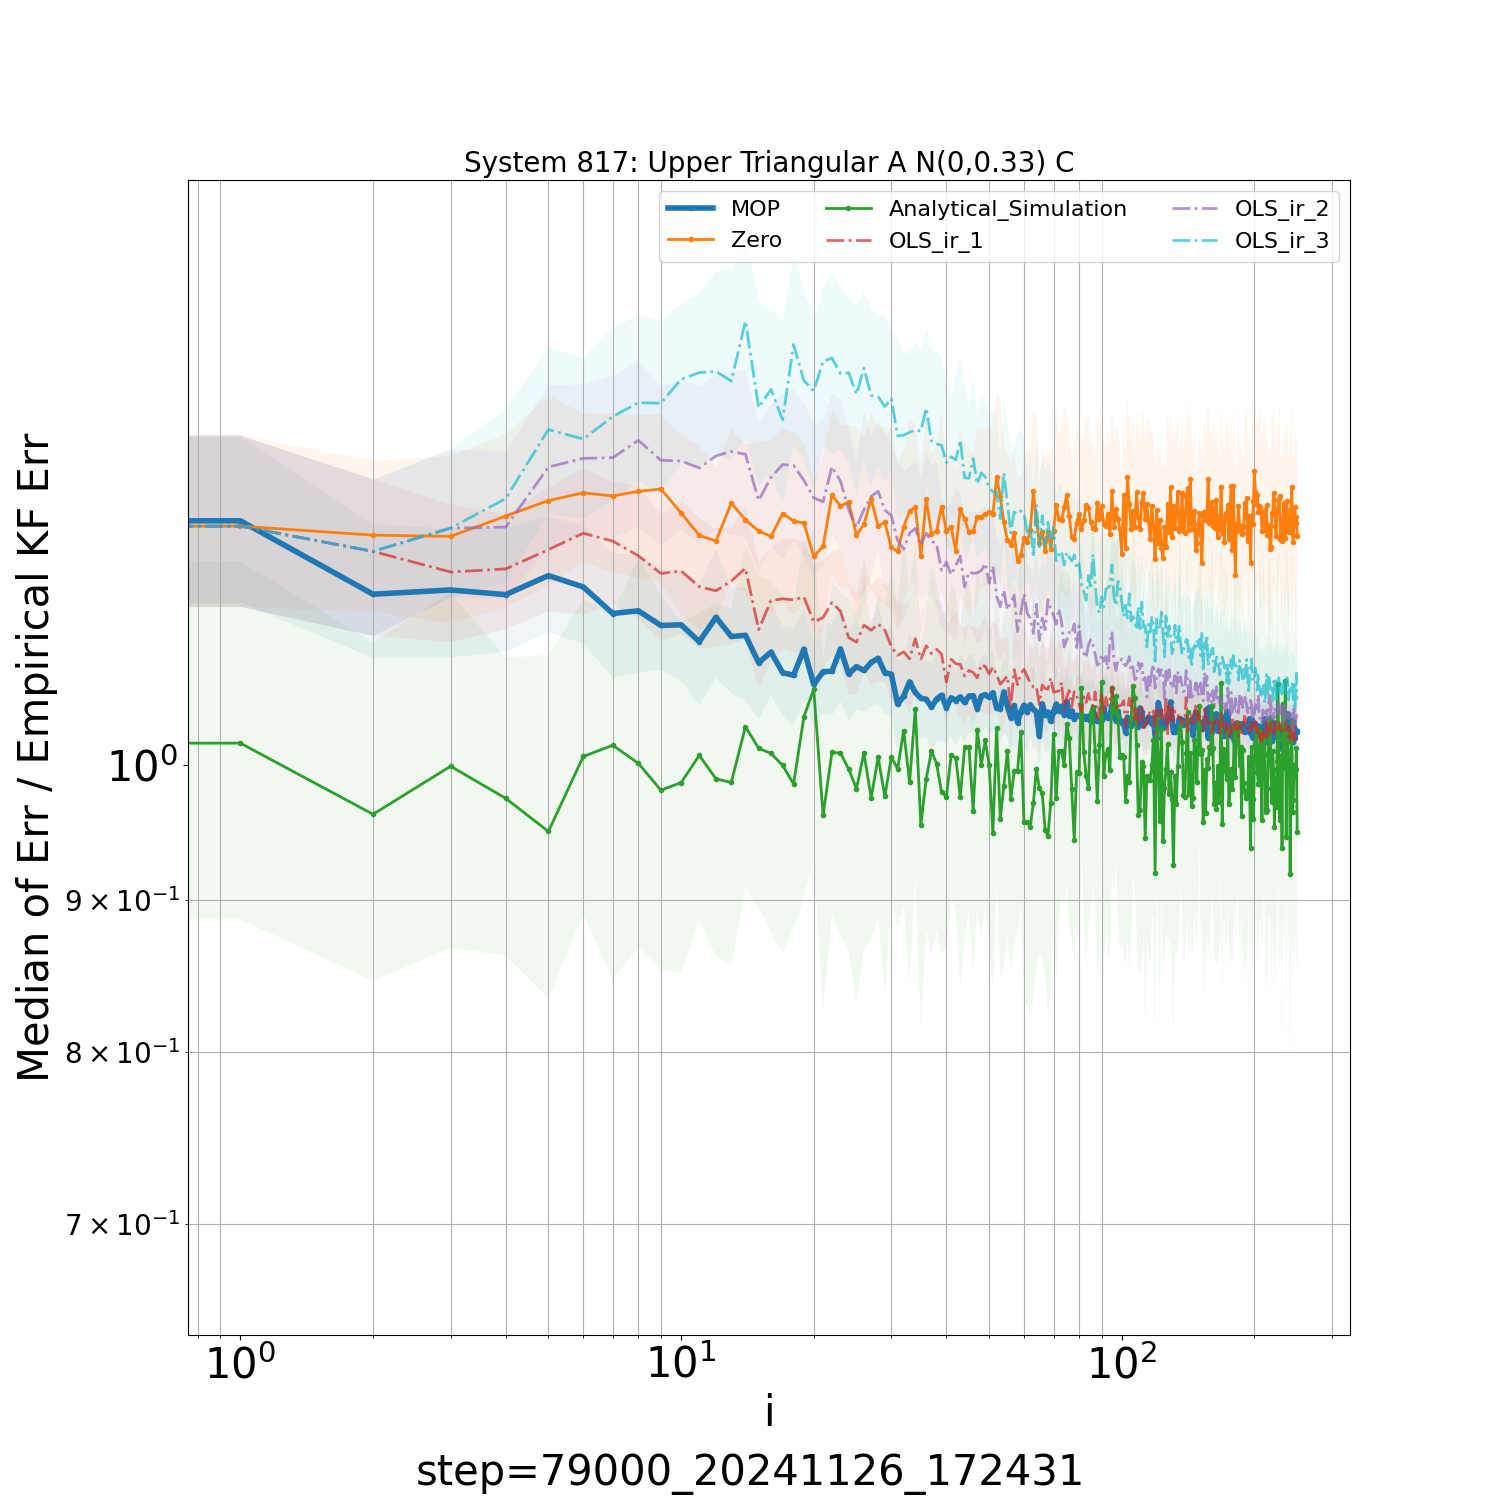 System 817: Upper Triangular A N(0,0.33) C
MOP
Zero
Analytical_Simulation
OLS_ir_1
OLS_ir_2
OLS_ir_3
Median of Err / Empirical KF Err
10⁰
9 × 10⁻¹
8 × 10⁻¹
7 × 10⁻¹
10⁰ 10¹ 10²
i
step=79000_20241126_172431